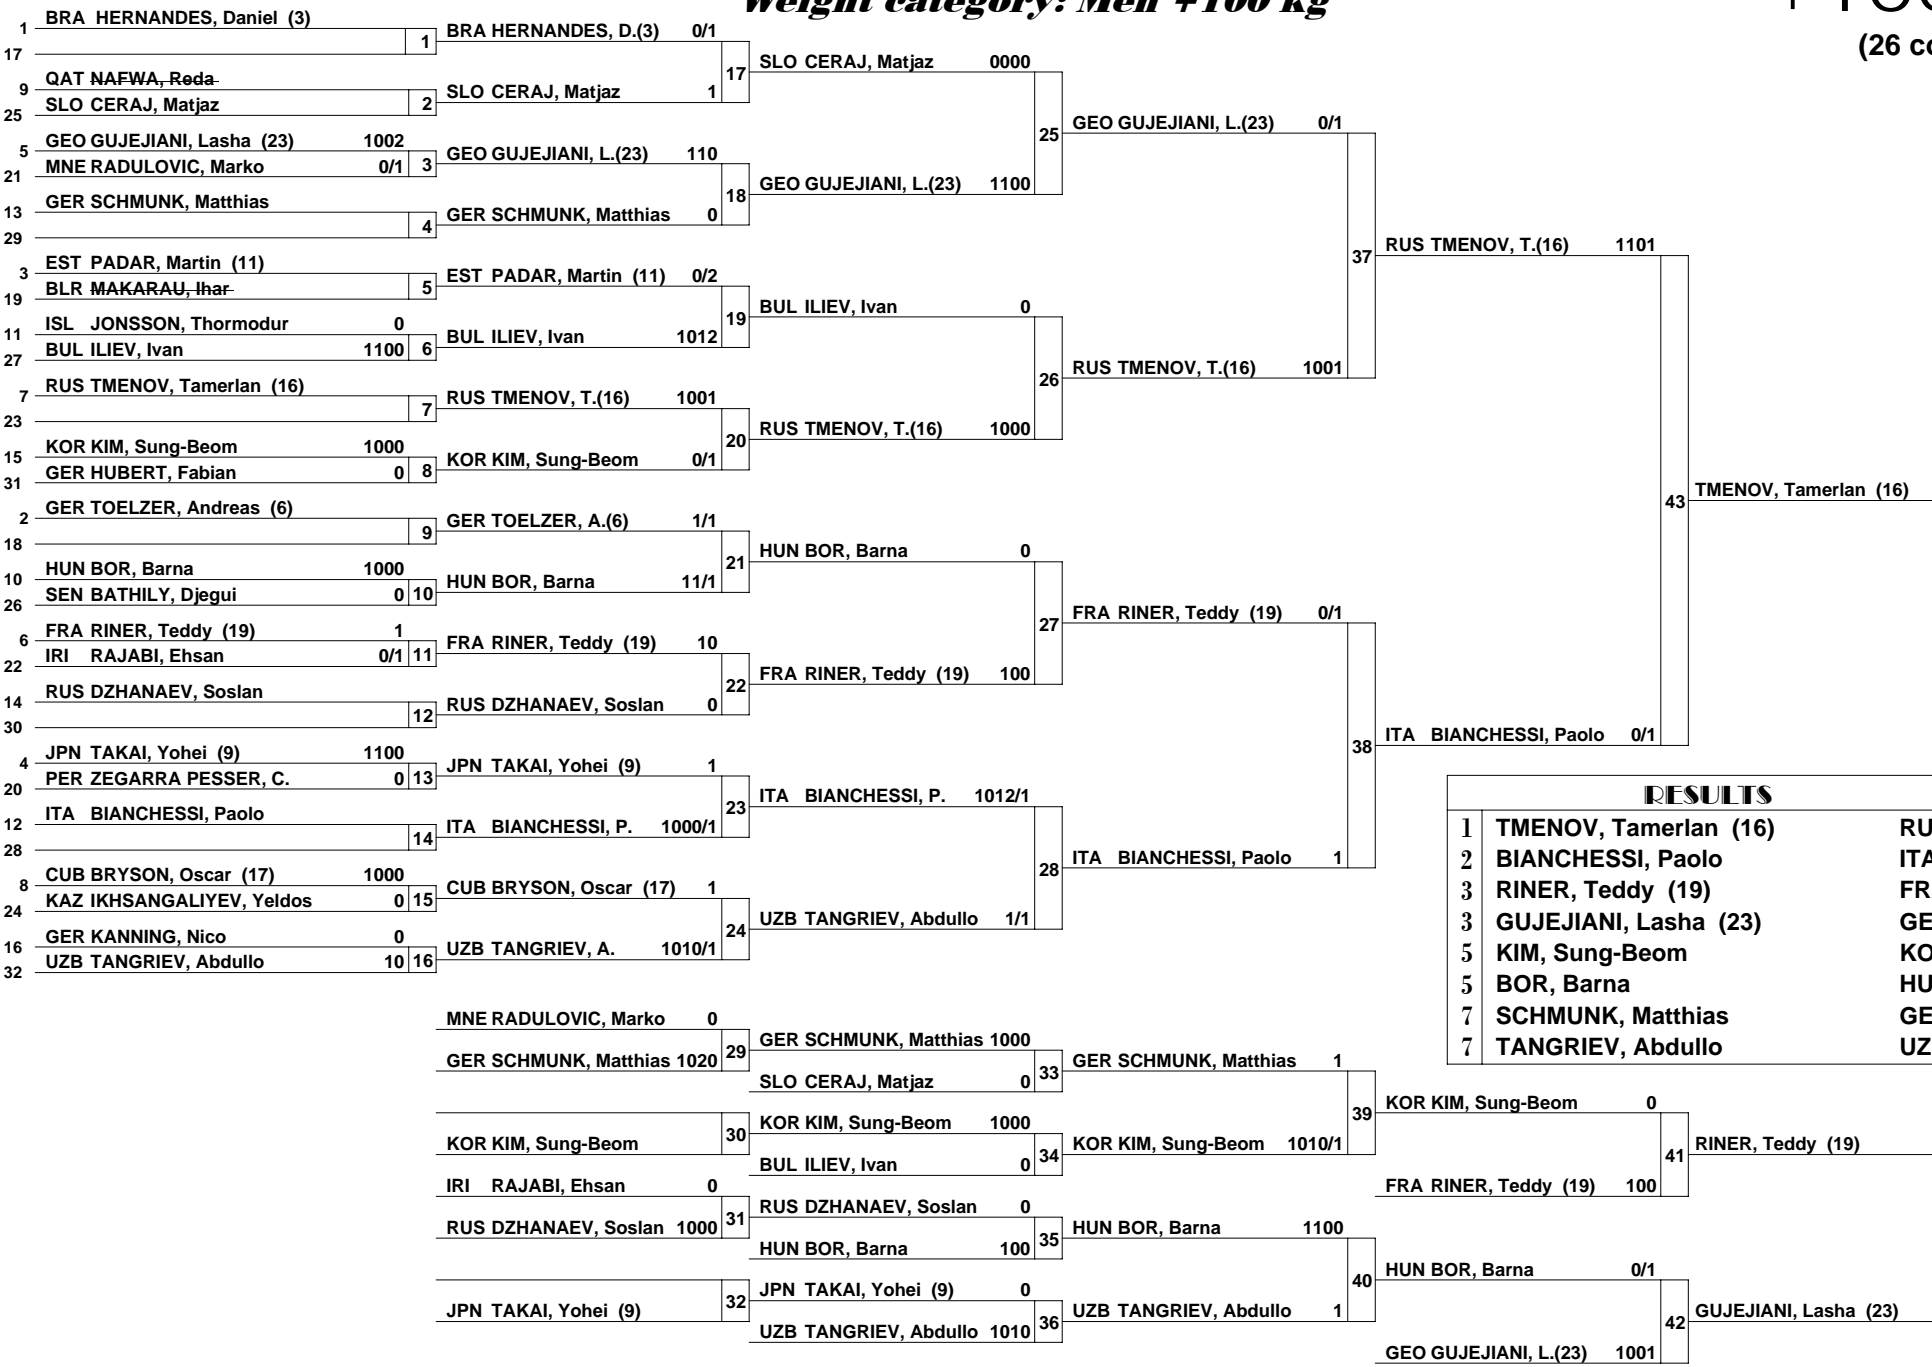 Weight category: Men +100 kg
(26 co
1 BRA HERNANDES, Daniel (3)
17
1
9 QAT NAFWA, Reda
25 SLO CERAJ, Matjaz
2
5 GEO GUJEJIANI, Lasha (23) 1002
21 MNE RADULOVIC, Marko 0/1
3
13 GER SCHMUNK, Matthias
29
4
3 EST PADAR, Martin (11)
19 BLR MAKARAU, Ihar
5
11 ISL JONSSON, Thormodur 0
27 BUL ILIEV, Ivan 1100
6
7 RUS TMENOV, Tamerlan (16)
23
7
15 KOR KIM, Sung-Beom 1000
31 GER HUBERT, Fabian 0
8
2 GER TOELZER, Andreas (6)
18
9
10 HUN BOR, Barna 1000
26 SEN BATHILY, Djegui 0
10
6 FRA RINER, Teddy (19) 1
22 IRI RAJABI, Ehsan 0/1
11
14 RUS DZHANAEV, Soslan
30
12
4 JPN TAKAI, Yohei (9) 1100
20 PER ZEGARRA PESSER, C. 0
13
12 ITA BIANCHESSI, Paolo
28
14
8 CUB BRYSON, Oscar (17) 1000
24 KAZ IKHSANGALIYEV, Yeldos 0
15
16 GER KANNING, Nico 0
32 UZB TANGRIEV, Abdullo 10
16
BRA HERNANDES, D.(3) 0/1
SLO CERAJ, Matjaz 1
17
GEO GUJEJIANI, L.(23) 110
GER SCHMUNK, Matthias 0
18
EST PADAR, Martin (11) 0/2
BUL ILIEV, Ivan 1012
19
RUS TMENOV, T.(16) 1001
KOR KIM, Sung-Beom 0/1
20
GER TOELZER, A.(6) 1/1
HUN BOR, Barna 11/1
21
FRA RINER, Teddy (19) 10
RUS DZHANAEV, Soslan 0
22
JPN TAKAI, Yohei (9) 1
ITA BIANCHESSI, P. 1000/1
23
CUB BRYSON, Oscar (17) 1
UZB TANGRIEV, A. 1010/1
24
SLO CERAJ, Matjaz 0000
GEO GUJEJIANI, L.(23) 1100
25
BUL ILIEV, Ivan 0
RUS TMENOV, T.(16) 1000
26
HUN BOR, Barna 0
FRA RINER, Teddy (19) 100
27
ITA BIANCHESSI, P. 1012/1
UZB TANGRIEV, Abdullo 1/1
28
GEO GUJEJIANI, L.(23) 0/1
RUS TMENOV, T.(16) 1001
37
FRA RINER, Teddy (19) 0/1
ITA BIANCHESSI, Paolo 1
38
RUS TMENOV, T.(16) 1101
ITA BIANCHESSI, Paolo 0/1
43
TMENOV, Tamerlan (16)
RESULTS
1 TMENOV, Tamerlan (16) RU
2 BIANCHESSI, Paolo ITA
3 RINER, Teddy (19) FR
3 GUJEJIANI, Lasha (23) GE
5 KIM, Sung-Beom KO
5 BOR, Barna HU
7 SCHMUNK, Matthias GE
7 TANGRIEV, Abdullo UZ
MNE RADULOVIC, Marko 0
GER SCHMUNK, Matthias 1020
29
KOR KIM, Sung-Beom
30
IRI RAJABI, Ehsan 0
RUS DZHANAEV, Soslan 1000
31
JPN TAKAI, Yohei (9)
32
GER SCHMUNK, Matthias 1000
SLO CERAJ, Matjaz 0
33
KOR KIM, Sung-Beom 1000
BUL ILIEV, Ivan 0
34
RUS DZHANAEV, Soslan 0
HUN BOR, Barna 100
35
JPN TAKAI, Yohei (9) 0
UZB TANGRIEV, Abdullo 1010
36
GER SCHMUNK, Matthias 1
KOR KIM, Sung-Beom 1010/1
39
HUN BOR, Barna 1100
UZB TANGRIEV, Abdullo 1
40
KOR KIM, Sung-Beom 0
FRA RINER, Teddy (19) 100
41
RINER, Teddy (19)
HUN BOR, Barna 0/1
GEO GUJEJIANI, L.(23) 1001
42
GUJEJIANI, Lasha (23)